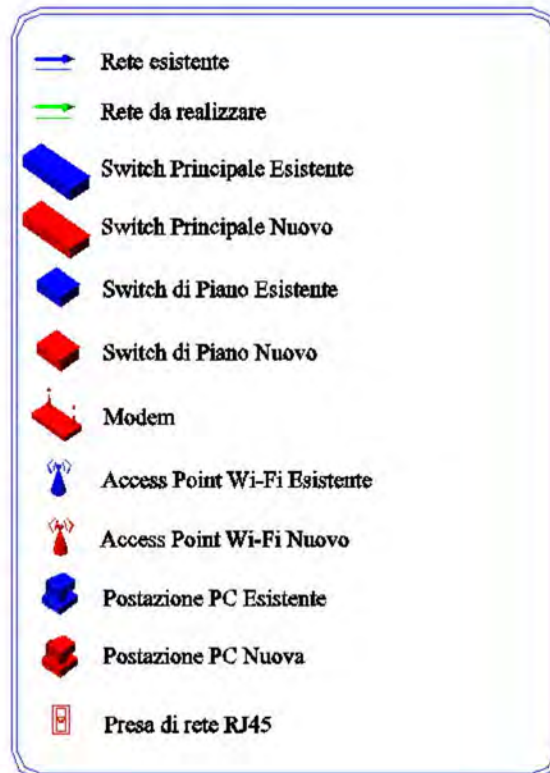 Rete esistente
Rete da realizzare
Switch Principale Esistente
Switch Principale Nuovo
Switch di Piano Esistente
Switch di Piano Nuovo
Modem
Access Point Wi-Fi Esistente
Access Point Wi-Fi Nuovo
Postazione PC Esistente
Postazione PC Nuova
Presa di rete RJ45